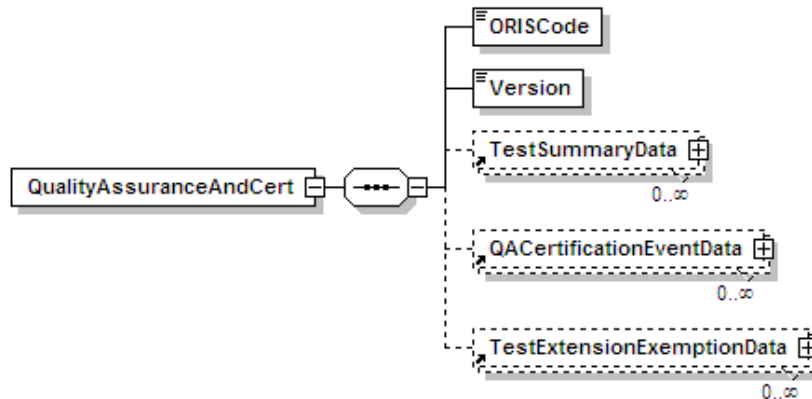 ORISCode
Version
TestSummaryData
0..∞
QualityAssuranceAndCert
QACertificationEventData
0..∞
TestExtensionExemptionData
0..∞